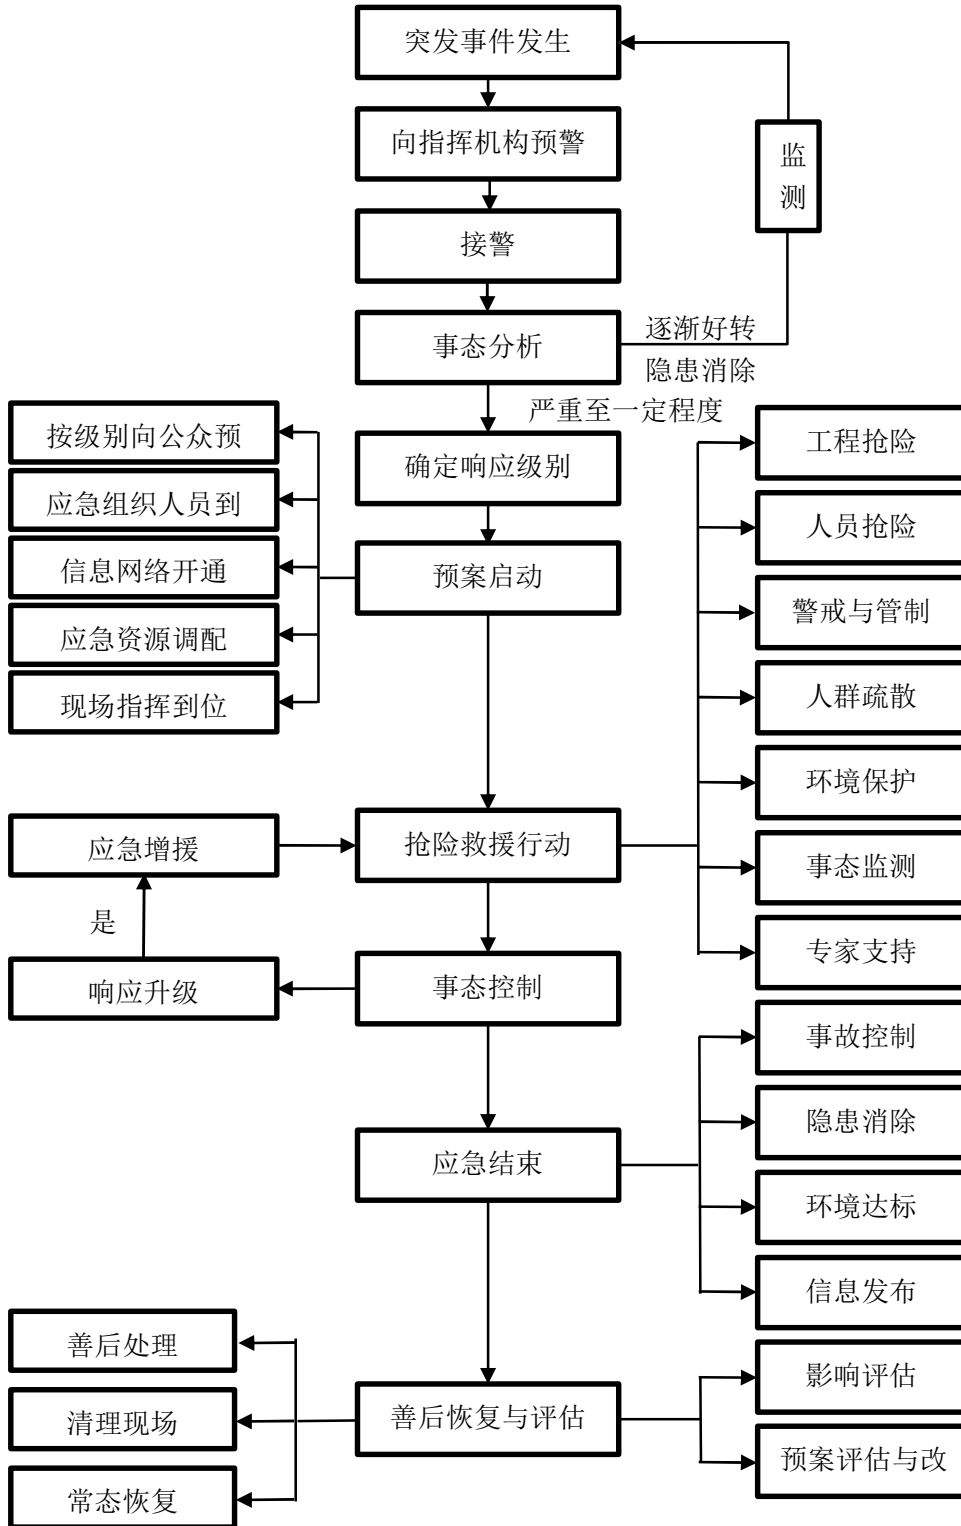 突发事件发生
向指挥机构预警
监
测
接警
事态分析
逐渐好转
隐患消除
严重至一定程度
按级别向公众预
应急组织人员到
信息网络开通
应急资源调配
现场指挥到位
确定响应级别
预案启动
工程抢险
人员抢险
警戒与管制
人群疏散
环境保护
事态监测
专家支持
应急增援
抢险救援行动
是
响应升级
事态控制
事故控制
隐患消除
环境达标
信息发布
应急结束
善后处理
清理现场
常态恢复
善后恢复与评估
影响评估
预案评估与改